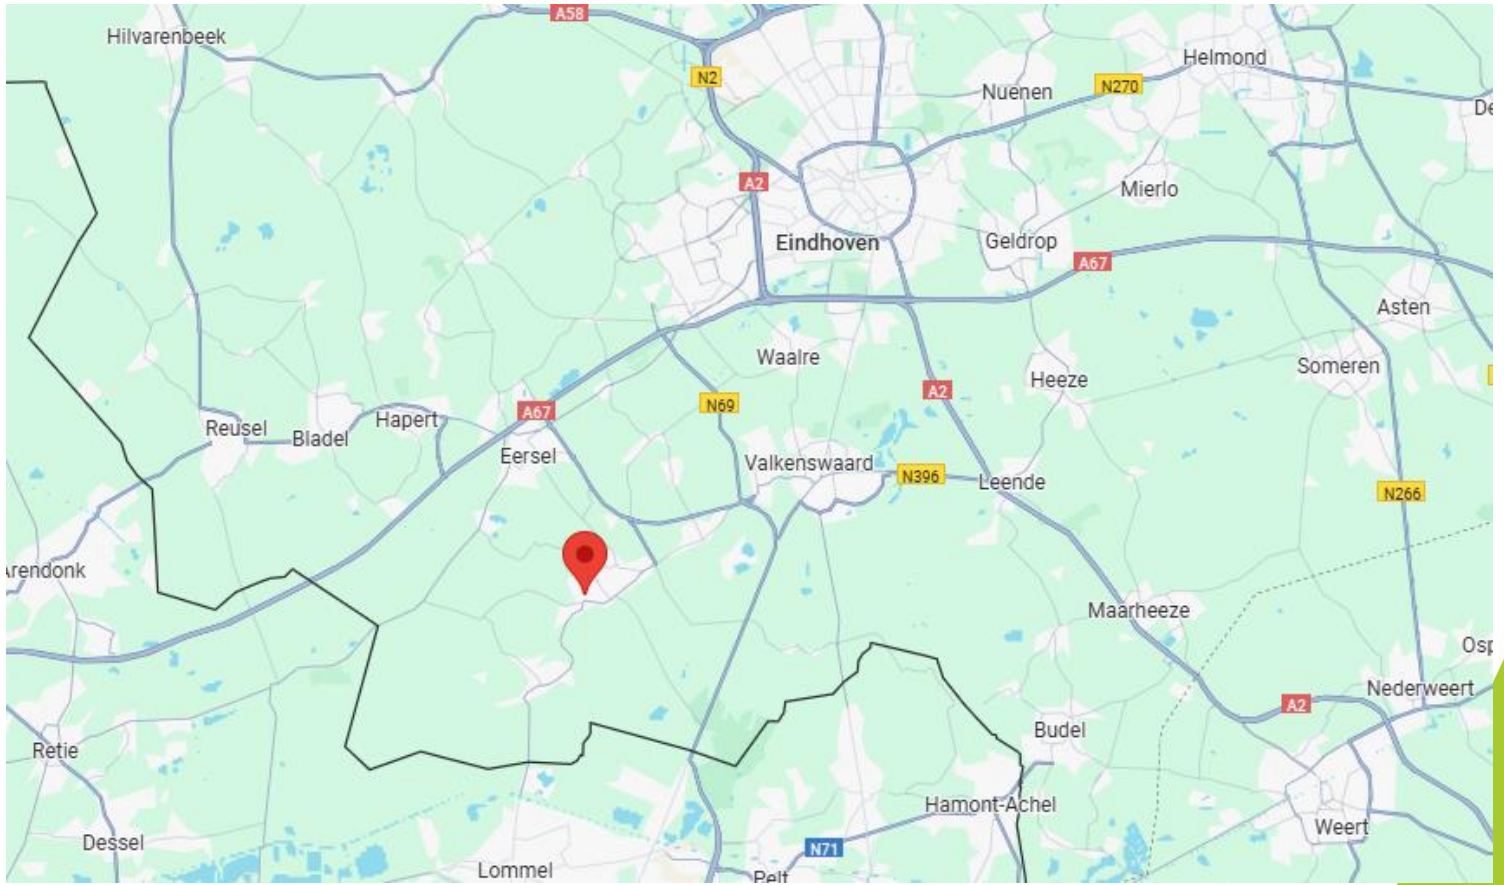 A58
Hilvarenbeek
Helmond
N2
N270
Nuenen
De
A2
Mierlo
Eindhoven
Geldrop
A67
Asten
Waalre
Someren
Heeze
A2
N69
A67
Hapert
Reusel
Bladel
Eersel
Valkenswaard
N396
Leende
N266
Arendonk
Maarheeze
Osp
Nederweert
A2
Budel
Retie
Hamont-Achel
Weert
Dessel
N71
Lommel
Pelt